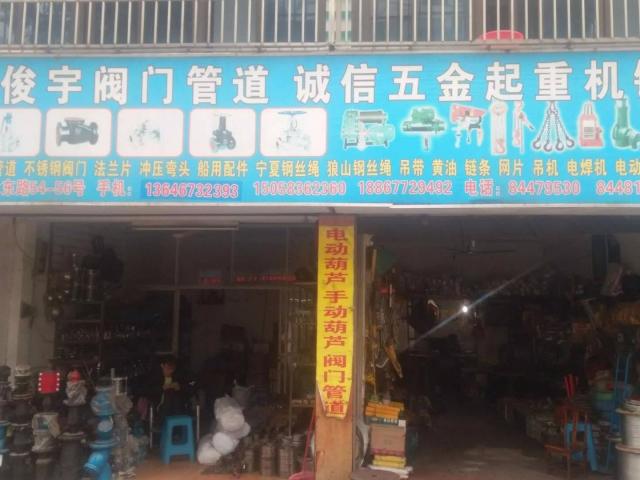 俊宇阀门管道 诚信五金起重机
管道 不锈钢阀门 法兰片 冲压弯头 船用配件 宁夏钢丝绳 狼山钢丝绳 吊带 黄油 链条 网片 吊机 电焊机 电动
东路54-56号 手机: 13646732393 15058362360 18867729492 电话: 84479530 84481
电动葫芦 手动葫芦 阀门管道